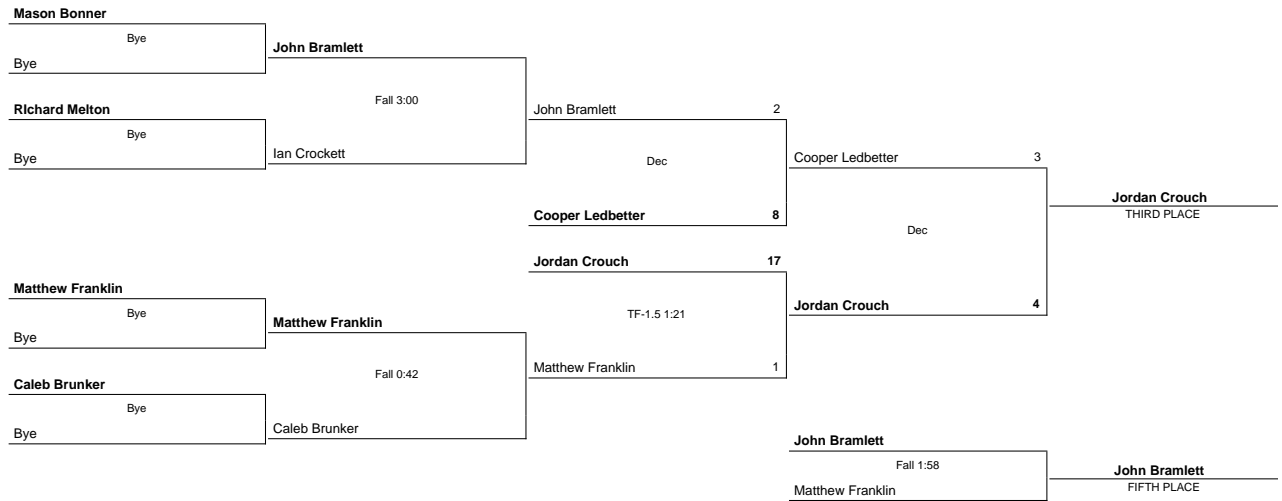 Mason Bonner
Bye
Bye
John Bramlett
Fall 3:00
RIchard Melton
Bye
Bye
Ian Crockett
John Bramlett 2
Dec
Cooper Ledbetter 8
Cooper Ledbetter 3
Dec
Jordan Crouch
THIRD PLACE
Jordan Crouch 17
TF-1.5 1:21
Jordan Crouch 4
Matthew Franklin
Bye
Bye
Matthew Franklin
Fall 0:42
Matthew Franklin 1
Caleb Brunker
Bye
Bye
Caleb Brunker
John Bramlett
Fall 1:58
Matthew Franklin
John Bramlett
FIFTH PLACE